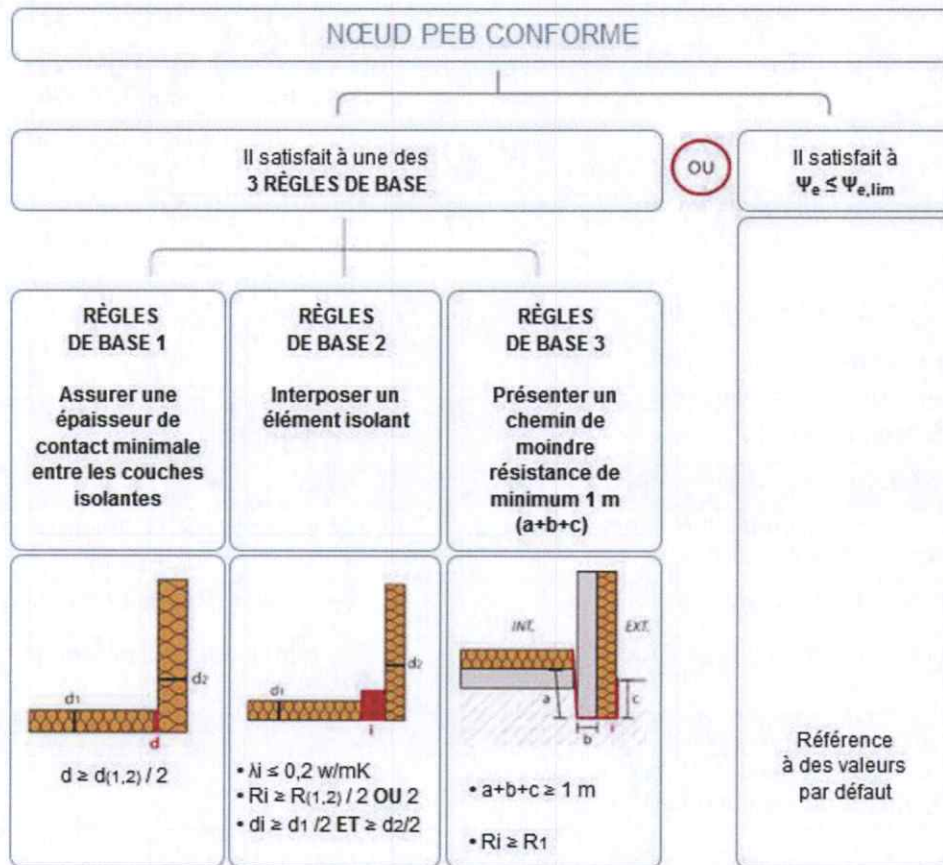 NŒUD PEB CONFORME
Il satisfait à une des
3 RÈGLES DE BASE
OU
Il satisfait à
Ψe ≤ Ψe,lim
RÈGLES
DE BASE 1
Assurer une
épaisseur de
contact minimale
entre les couches
isolantes
RÈGLES
DE BASE 2
Interposer un
élément isolant
RÈGLES
DE BASE 3
Présenter un
chemin de
moindre
résistance de
minimum 1 m
(a+b+c)
d1
d2
d
d ≥ d(1,2) / 2
d1
d2
i
• λi ≤ 0,2 w/mK
• Ri ≥ R(1,2) / 2 OU 2
• di ≥ d1 /2 ET ≥ d2/2
INT.
EXT.
a
b
c
i
• a+b+c ≥ 1 m
• Ri ≥ R1
Référence
à des valeurs
par défaut